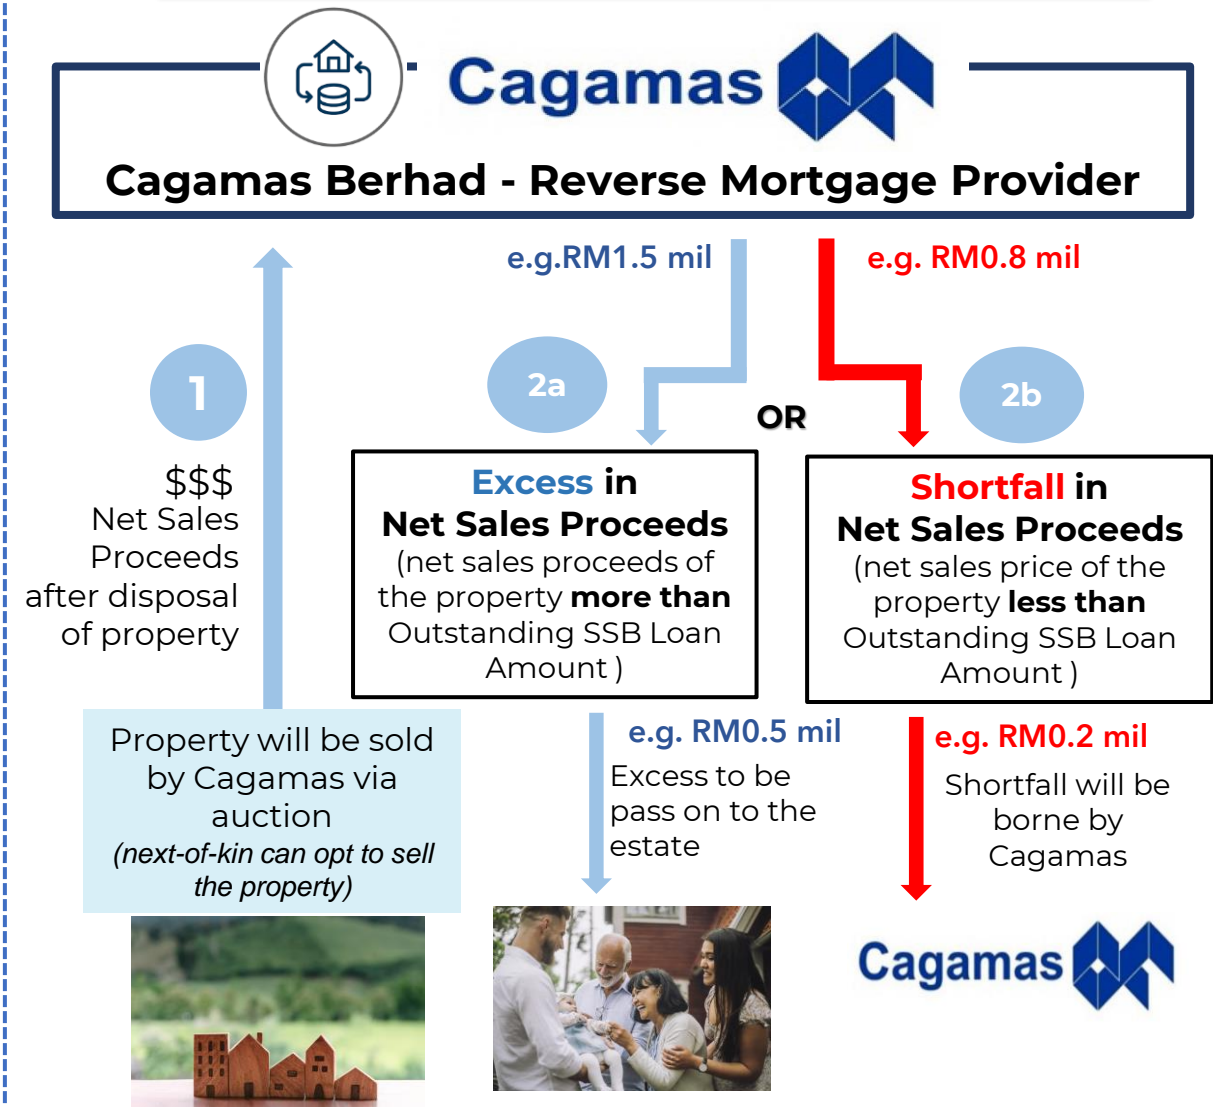 Cagamas
Cagamas Berhad - Reverse Mortgage Provider
e.g.RM1.5 mil
e.g. RM0.8 mil
1
$$$
Net Sales
Proceeds
after disposal
of property
2a
OR
2b
Excess in
Net Sales Proceeds
(net sales proceeds of
the property more than
Outstanding SSB Loan
Amount )
Shortfall in
Net Sales Proceeds
(net sales price of the
property less than
Outstanding SSB Loan
Amount )
Property will be sold
by Cagamas via
auction
(next-of-kin can opt to sell
the property)
e.g. RM0.5 mil
Excess to be
pass on to the
estate
e.g. RM0.2 mil
Shortfall will be
borne by
Cagamas
Cagamas